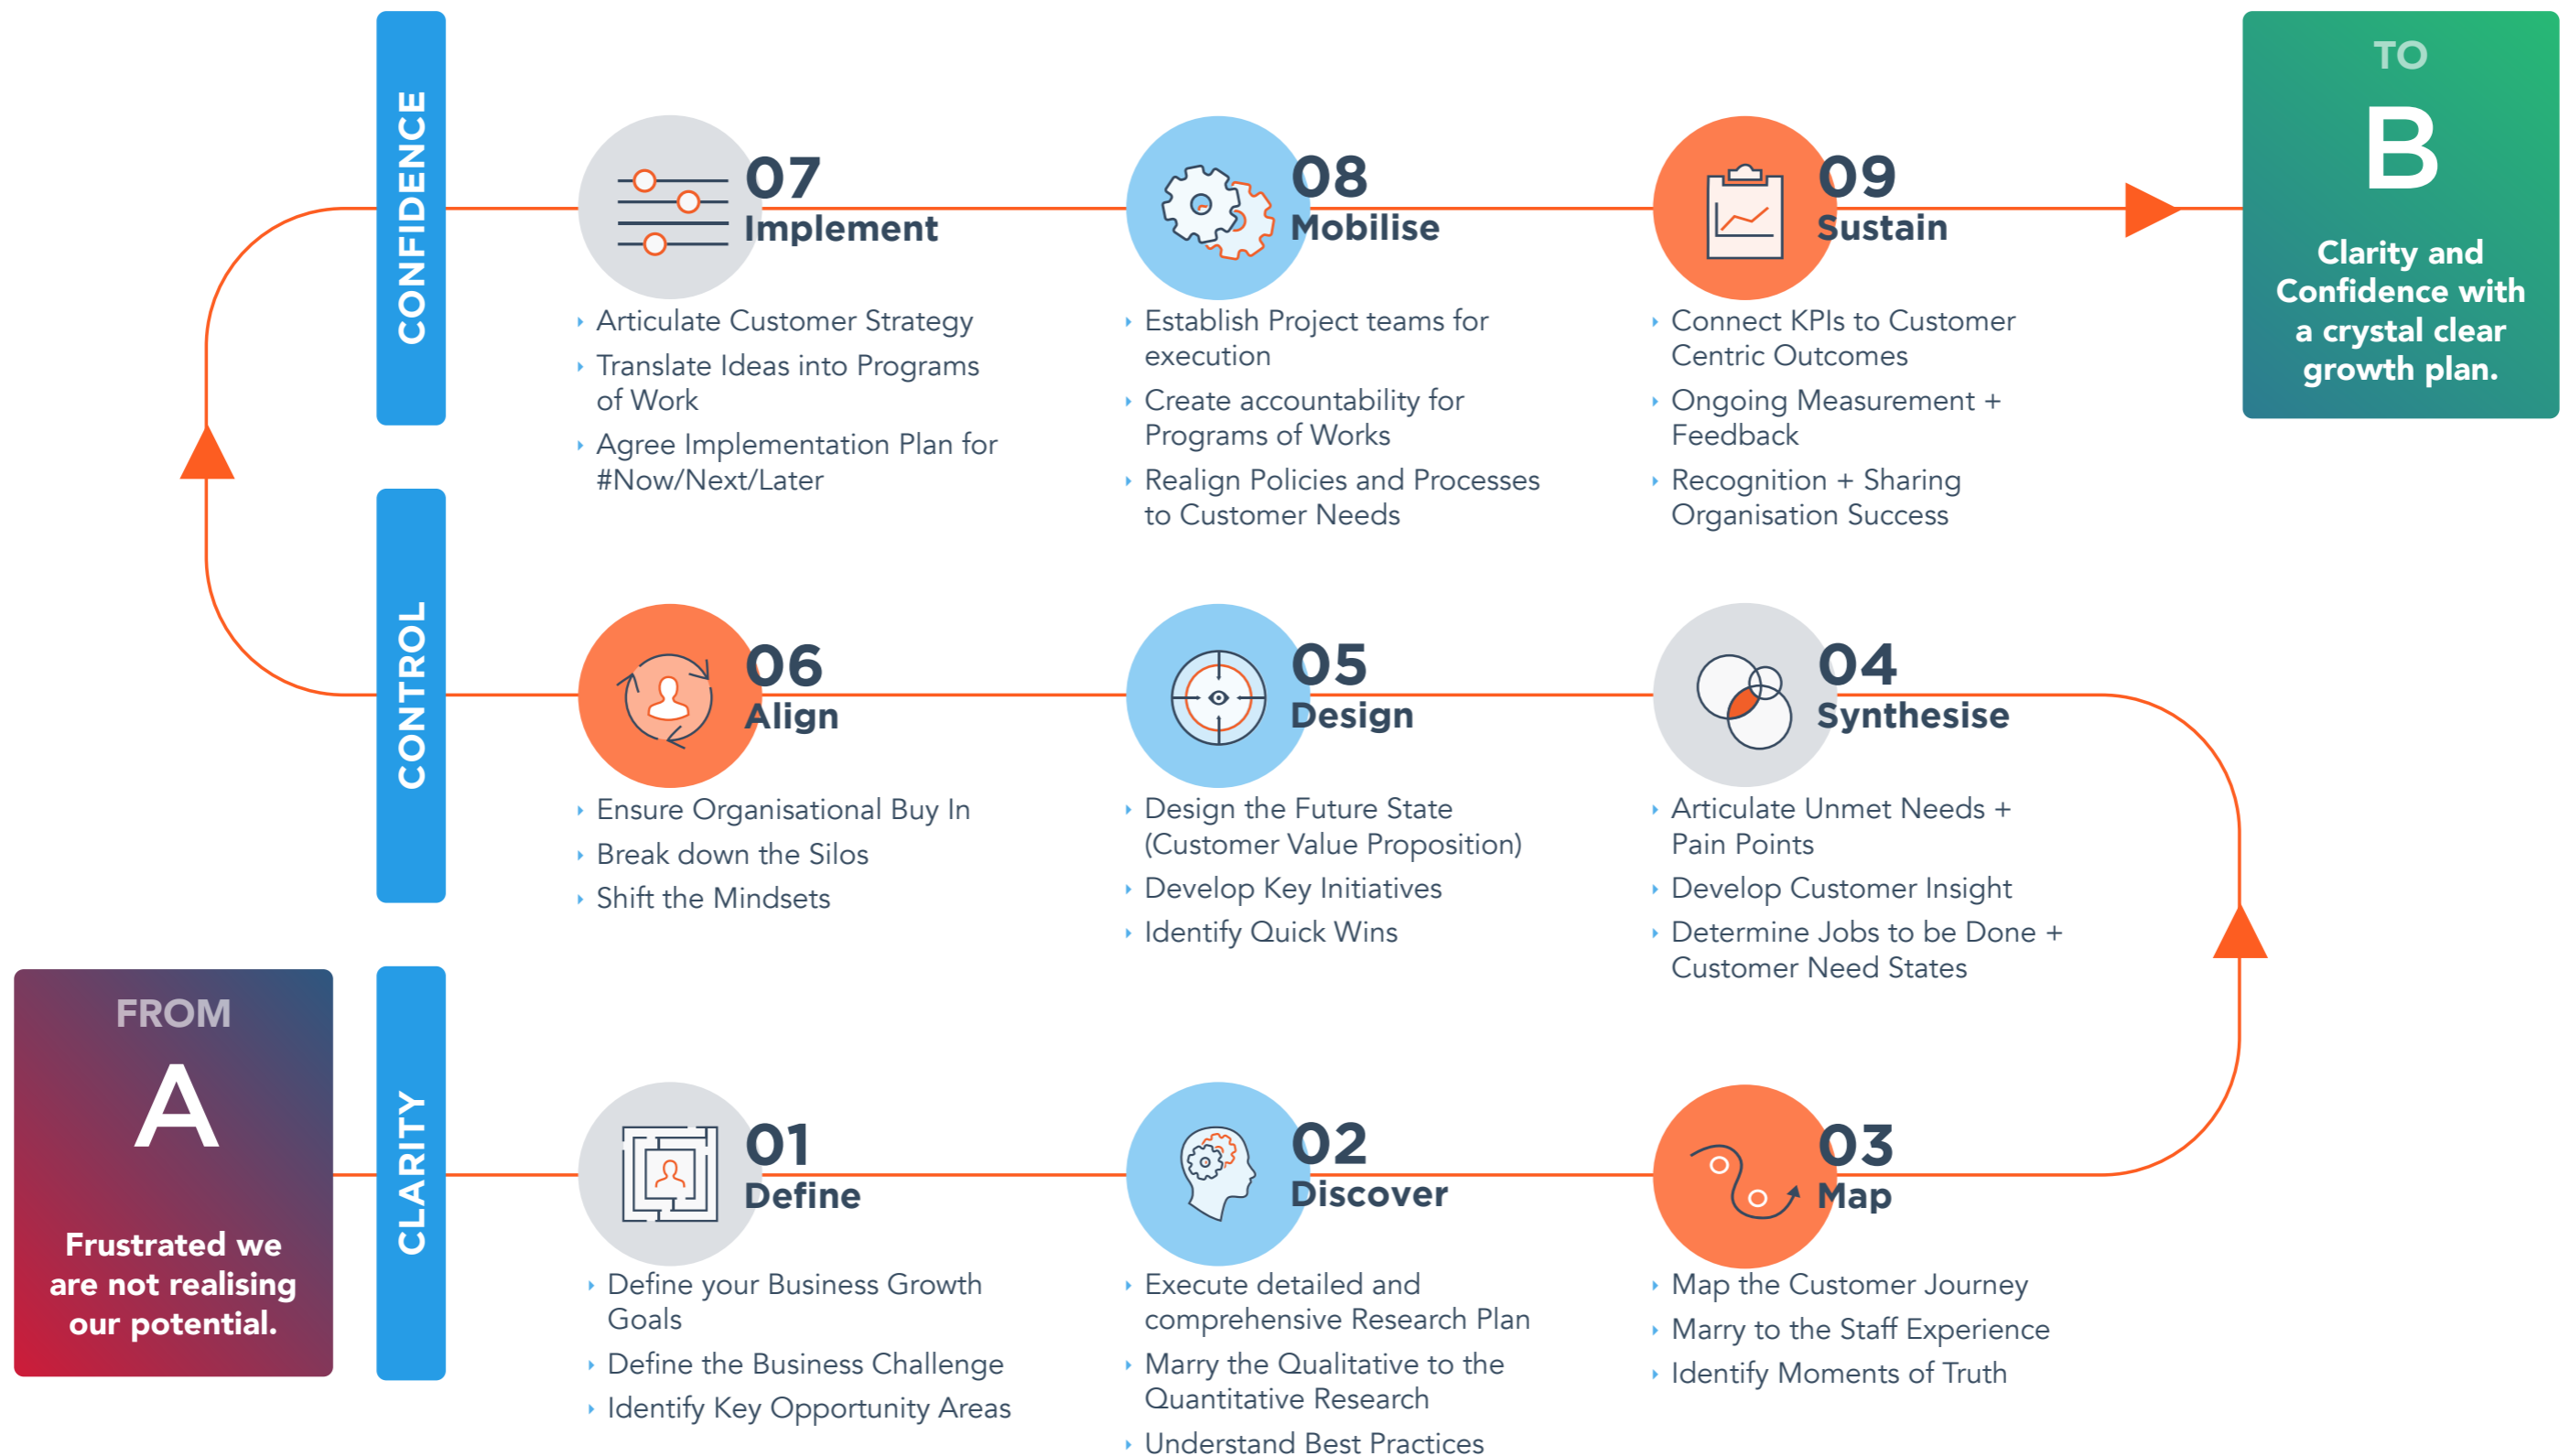 CONFIDENCE
07
Implement
Articulate Customer Strategy
Translate Ideas into Programs
of Work
Agree Implementation Plan for
#Now/Next/Later
08
Mobilise
Establish Project teams for
execution
Create accountability for
Programs of Works
Realign Policies and Processes
to Customer Needs
09
Sustain
Connect KPIs to Customer
Centric Outcomes
Ongoing Measurement +
Feedback
Recognition + Sharing
Organisation Success
TO
B
Clarity and
Confidence with
a crystal clear
growth plan.
CONTROL
06
Align
Ensure Organisational Buy In
Break down the Silos
Shift the Mindsets
05
Design
Design the Future State
(Customer Value Proposition)
Develop Key Initiatives
Identify Quick Wins
04
Synthesise
Articulate Unmet Needs +
Pain Points
Develop Customer Insight
Determine Jobs to be Done +
Customer Need States
FROM
A
Frustrated we
are not realising
our potential.
CLARITY
01
Define
Define your Business Growth
Goals
Define the Business Challenge
Identify Key Opportunity Areas
02
Discover
Execute detailed and
comprehensive Research Plan
Marry the Qualitative to the
Quantitative Research
Understand Best Practices
03
Map
Map the Customer Journey
Marry to the Staff Experience
Identify Moments of Truth